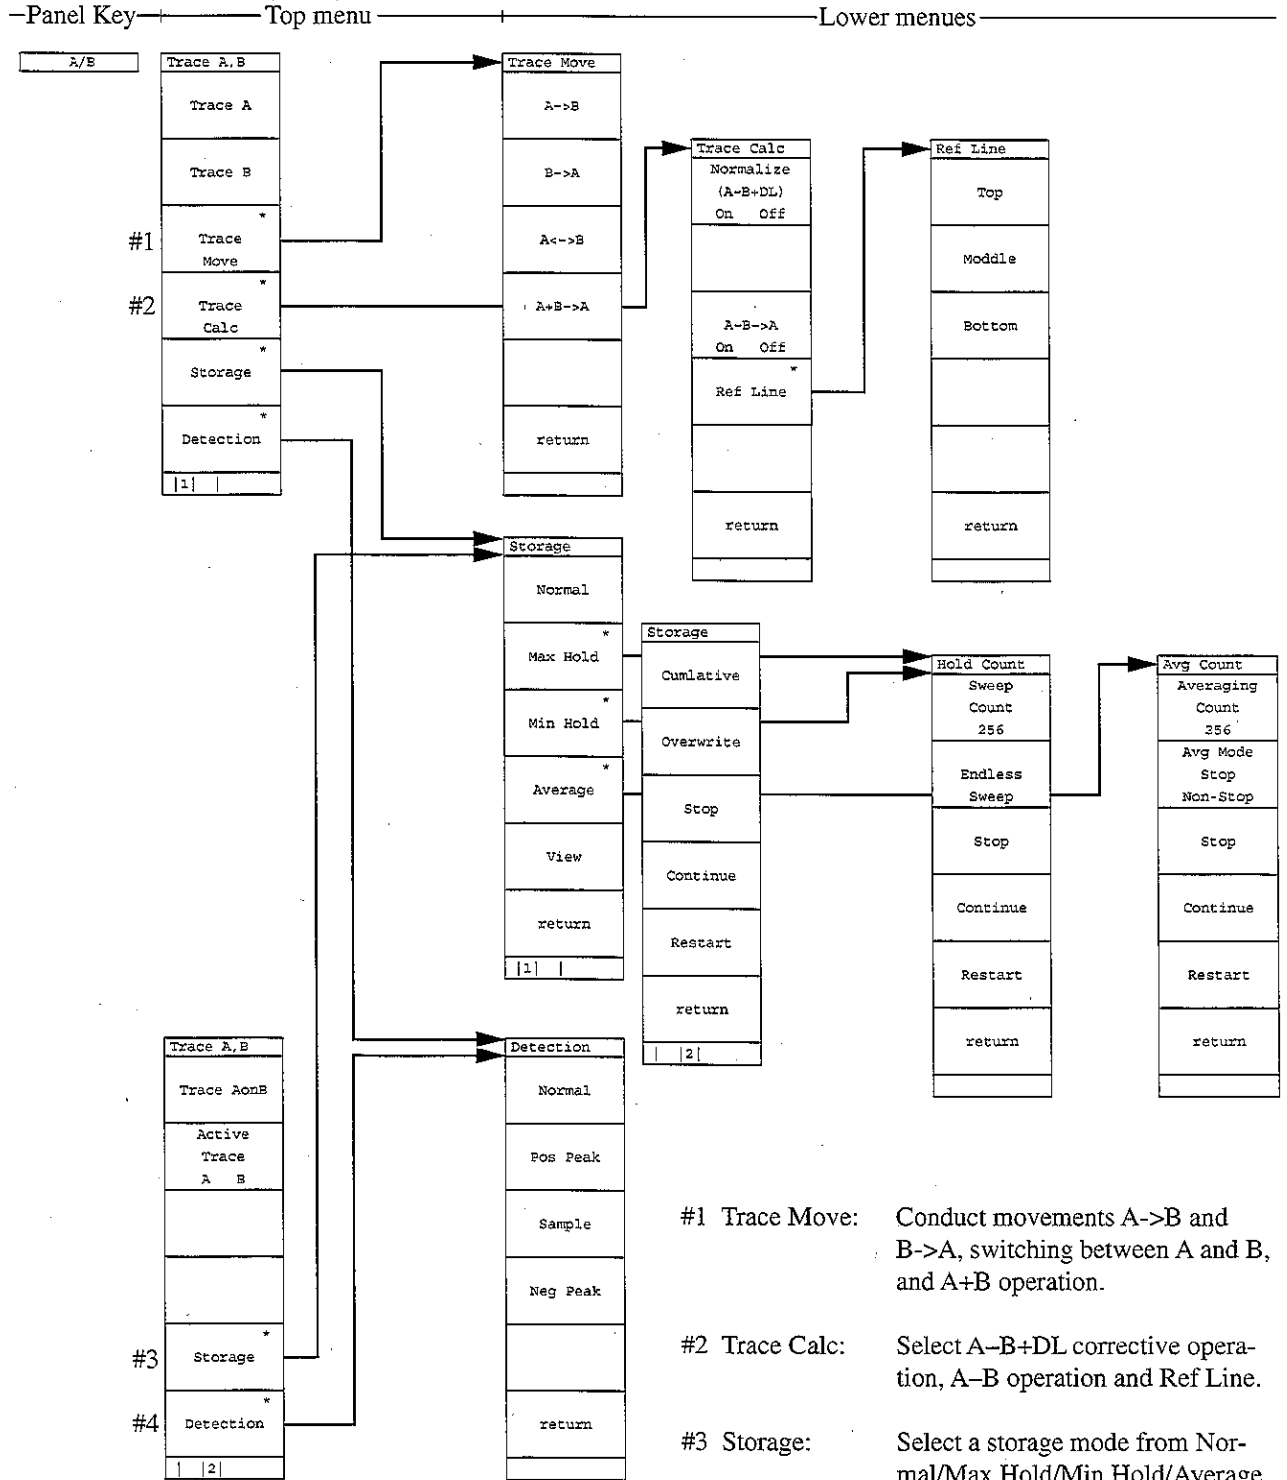 Panel Key
Top menu
Lower menues
A/B
Trace A,B
Trace A
Trace B
*
#1
Trace
Move
*
#2
Trace
Calc
*
Storage
*
Detection
|1| |
Trace Move
A->B
B->A
A<->B
A+B->A
return
Trace Calc
Normalize
(A-B+DL)
On Off
A-B->A
On Off
*
Ref Line
return
Ref Line
Top
Moddle
Bottom
return
Storage
Normal
*
Max Hold
*
Min Hold
*
Average
View
return
|1| |
Storage
Cumlative
Overwrite
Stop
Continue
Restart
return
| |2|
Hold Count
Sweep
Count
256
Endless
Sweep
Stop
Continue
Restart
return
Avg Count
Averaging
Count
256
Avg Mode
Stop
Non-Stop
Stop
Continue
Restart
return
Trace A,B
Trace AonB
Active
Trace
A B
*
#3
Storage
*
#4
Detection
| |2|
Detection
Normal
Pos Peak
Sample
Neg Peak
return
#1 Trace Move: Conduct movements A->B and
B->A, switching between A and B,
and A+B operation.
#2 Trace Calc: Select A–B+DL corrective opera-
tion, A–B operation and Ref Line.
#3 Storage: Select a storage mode from Nor-
mal/Max Hold/Min Hold/Average